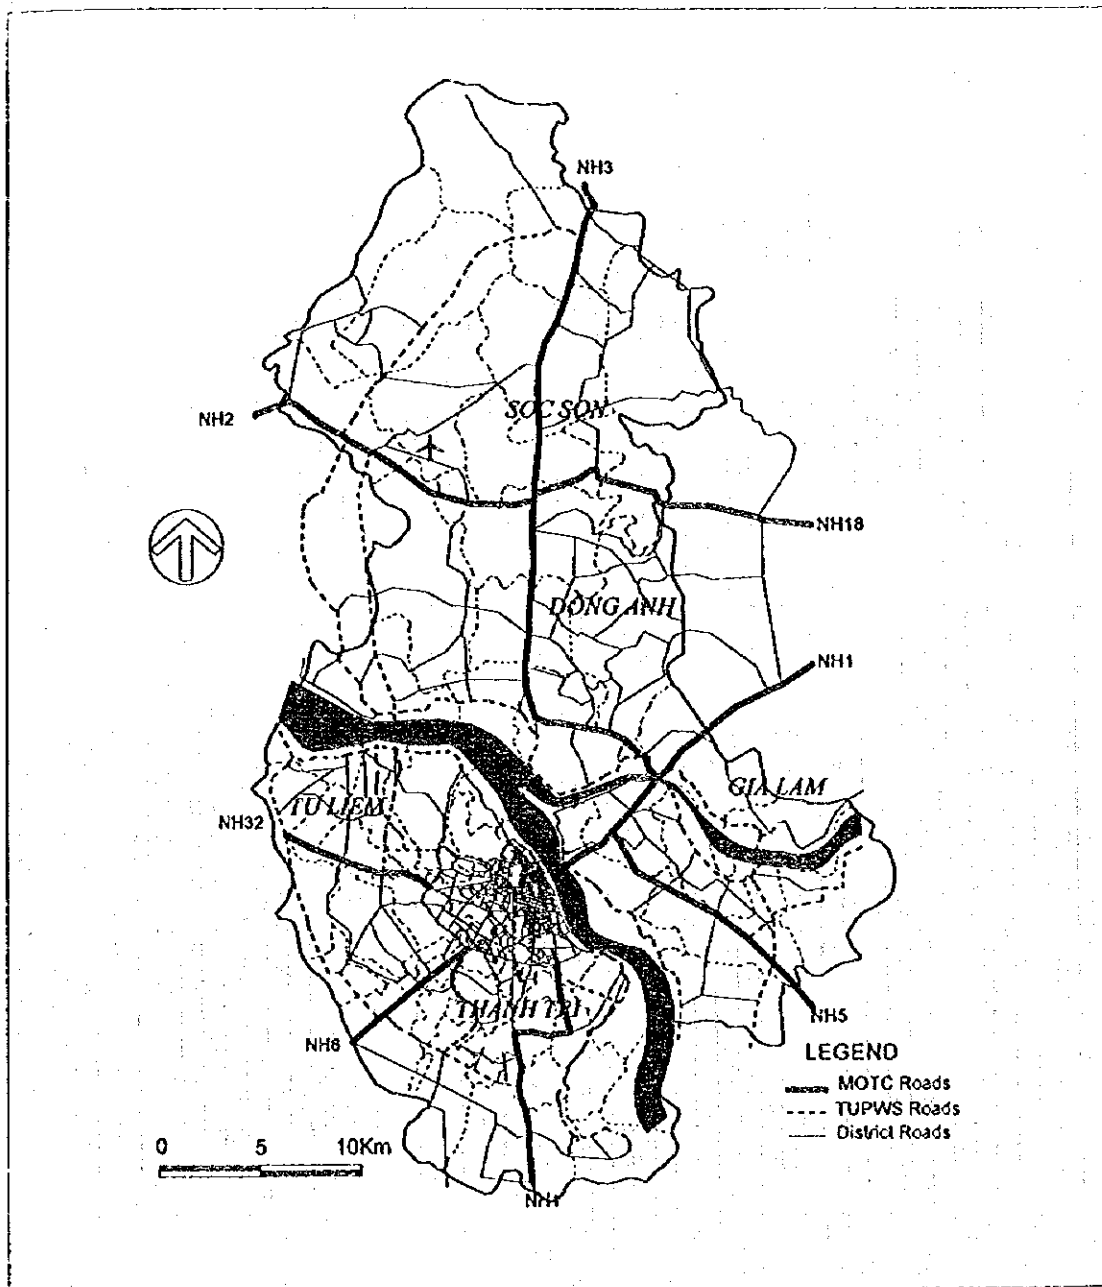 NH3
SOC SON
NH2
NH18
DONG ANH
NH1
GIA LAM
TU LIEM
NH32
THANH TRI
NH5
NH6
LEGEND
MOTC Roads
TUPWS Roads
District Roads
0 5 10Km
NH1